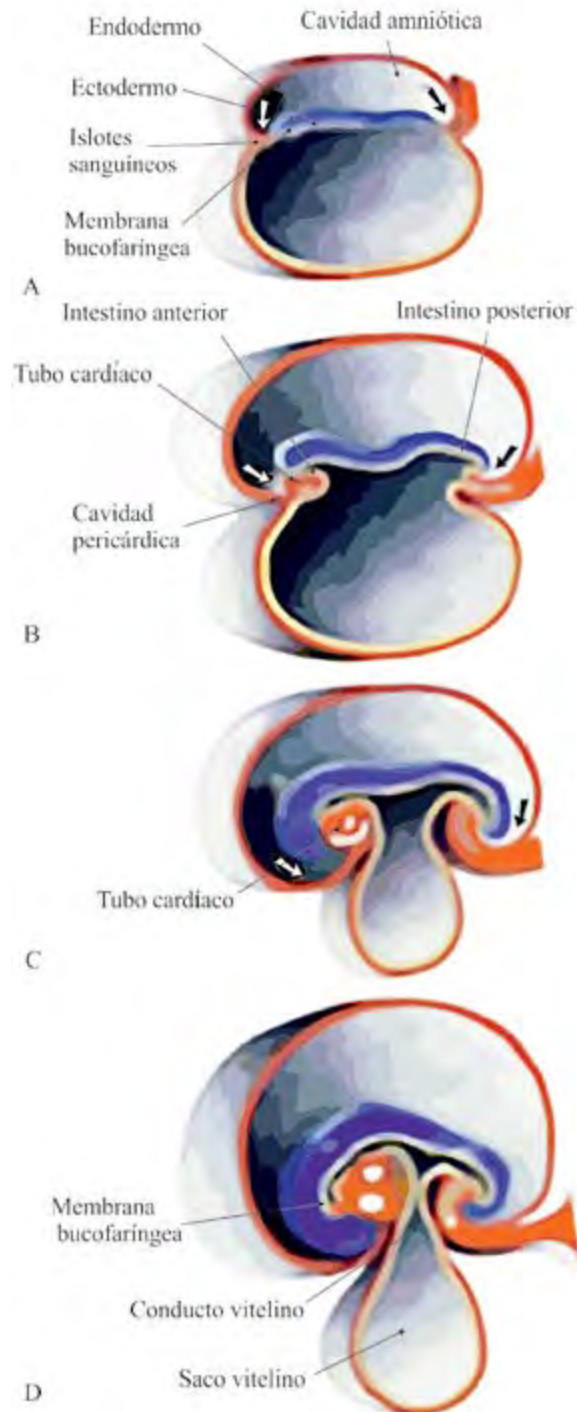 Endodermo
Cavidad amniótica
Ectodermo
Islotes
sanguíneos
Membrana
bucofaríngea
A
Intestino anterior
Intestino posterior
Tubo cardíaco
Cavidad
pericárdica
B
Tubo cardíaco
C
Membrana
bucofaríngea
Conducto vitelino
Saco vitelino
D